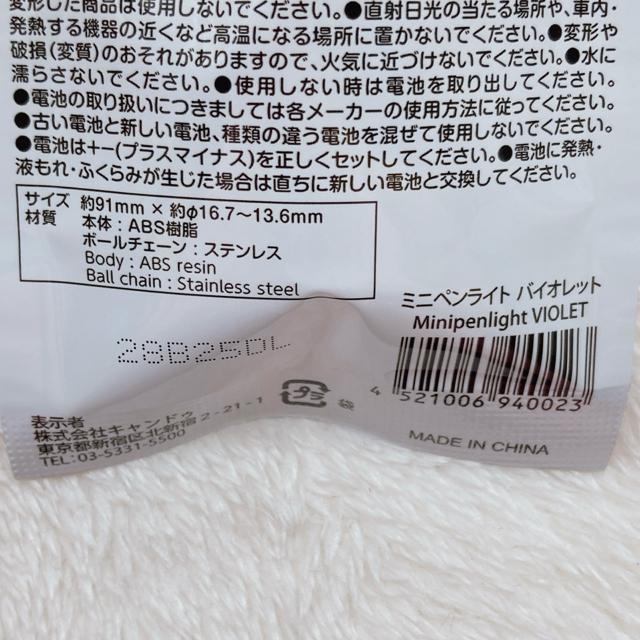 変形した商品は使用しないでください。●直射日光の当たる場所や、車内・
発熱する機器の近くなど高温になる場所に置かないでください。●変形や
破損(変質)のおそれがありますので、火気に近づけないでください。●水に
濡らさないでください。●使用しない時は電池を取り出してください。
●電池の取り扱いにつきましては各メーカーの使用方法に従ってください。
●古い電池と新しい電池、種類の違う電池を混ぜて使用しないでください。
●電池は+−(プラスマイナス)を正しくセットしてください。●電池に発熱・
液もれ・ふくらみが生じた場合は直ちに新しい電池と交換してください。
サイズ 約91mm × 約φ16.7〜13.6mm
材質 本体：ABS樹脂
ボールチェーン：ステンレス
Body : ABS resin
Ball chain : Stainless steel
ミニペンライト バイオレット
Minipenlight VIOLET
28B25DL
プラ 袋
4 521006 940023
表示者
株式会社キャンドゥ
東京都新宿区北新宿2-21-1
TEL: 03-5331-5500
MADE IN CHINA